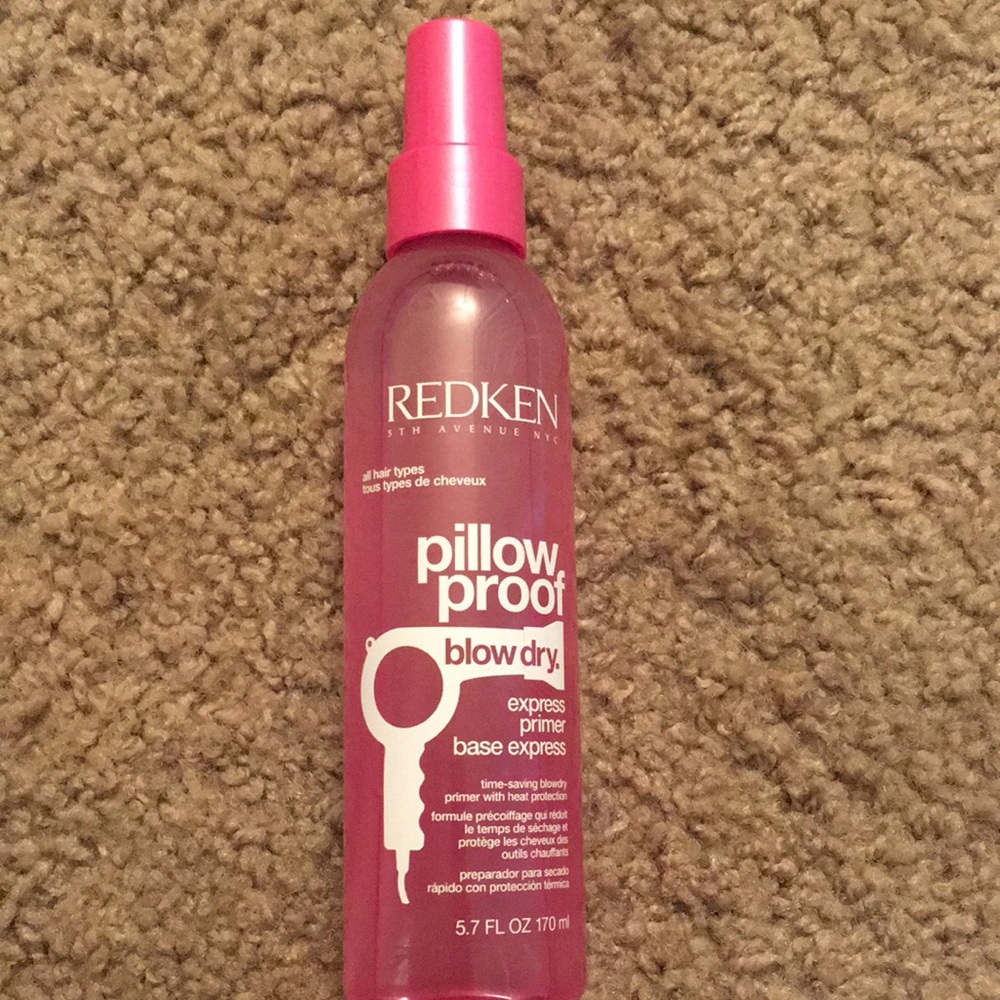 REDKEN
5TH AVENUE NYC
all hair types
tous types de cheveux
pillow
proof
blow dry.
express
primer
base express
time-saving blowdry
primer with heat protection
formule précoiffage qui réduit
le temps de séchage et
protège les cheveux des
outils chauffants
preparador para secado
rápido con protección térmica
5.7 FL OZ 170 ml